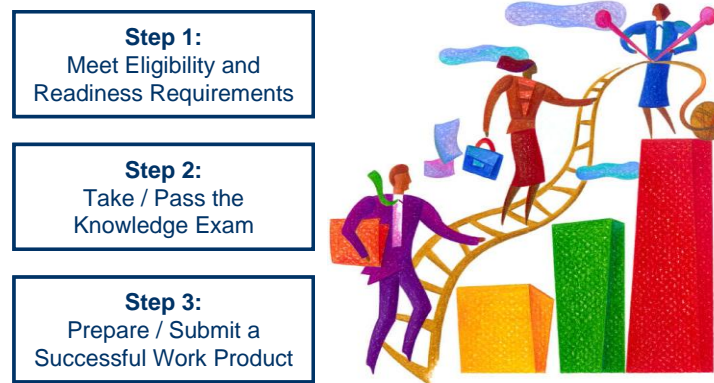 Step 1:
Meet Eligibility and
Readiness Requirements
Step 2:
Take / Pass the
Knowledge Exam
Step 3:
Prepare / Submit a
Successful Work Product